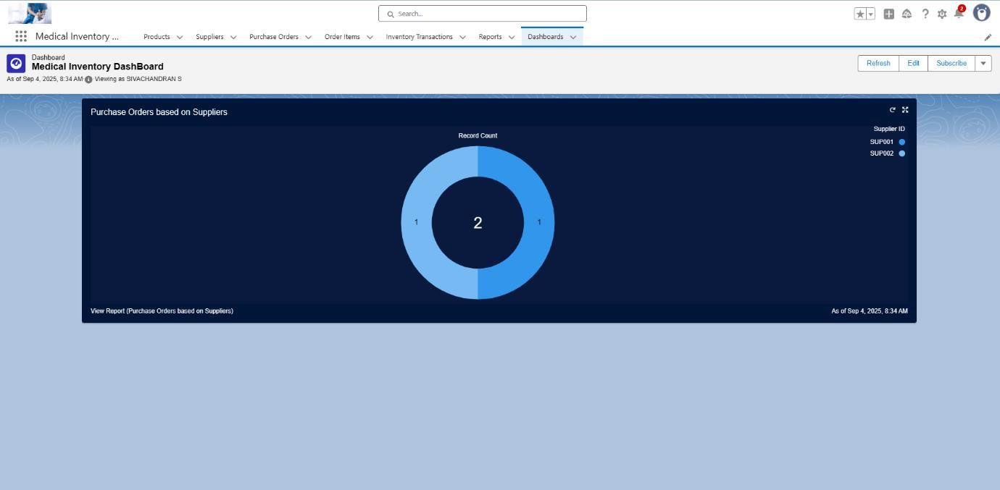 Search...
2
Medical Inventory ...
Products
Suppliers
Purchase Orders
Order Items
Inventory Transactions
Reports
Dashboards
Dashboard
Medical Inventory DashBoard
As of Sep 4, 2025, 8:34 AM Viewing as SIVACHANDRAN S
Refresh
Edit
Subscribe
Purchase Orders based on Suppliers
Record Count
Supplier ID
SUP001
SUP002
1
2
1
View Report (Purchase Orders based on Suppliers)
As of Sep 4, 2025, 8:34 AM